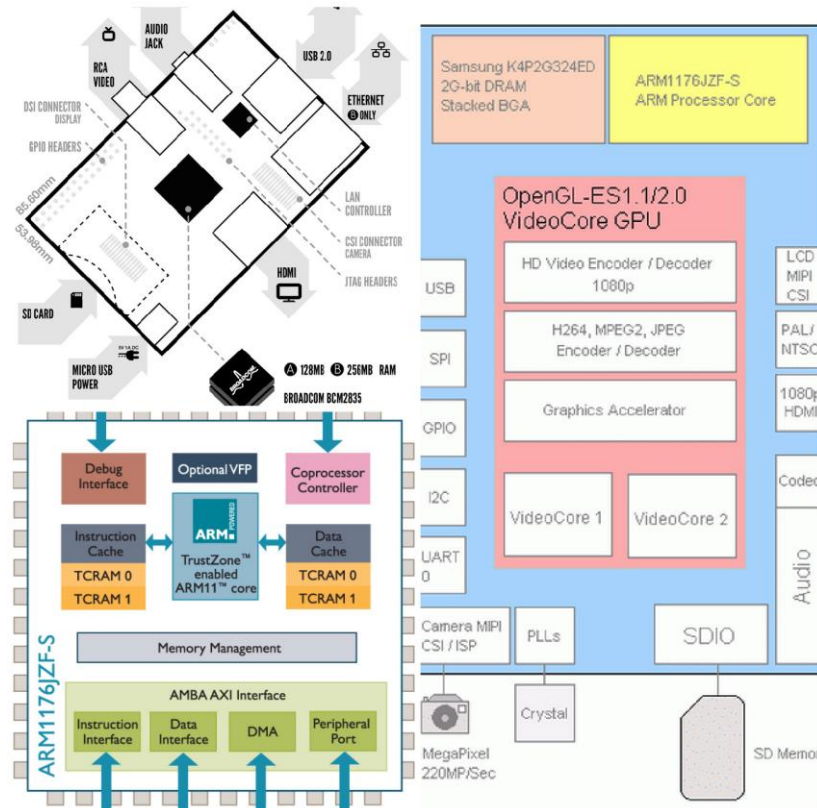 AUDIO
JACK
RCA
VIDEO
USB 2.0
ETHERNET
B ONLY
DSI CONNECTOR
DISPLAY
GPIO HEADERS
85.60mm
53.98mm
LAN
CONTROLLER
CSI CONNECTOR
CAMERA
JTAG HEADERS
HDMI
SD CARD
MICRO USB
POWER
5V 1A DC
BROADCOM
A 128MB B 256MB RAM
BROADCOM BCM2835
Debug
Interface
Optional VFP
Coprocessor
Controller
Instruction
Cache
TCRAM 0
TCRAM 1
ARM POWERED
TrustZone™
enabled
ARM11™ core
Data
Cache
TCRAM 0
TCRAM 1
Memory Management
ARM1176JZF-S
AMBA AXI Interface
Instruction
Interface
Data
Interface
DMA
Peripheral
Port
Samsung K4P2G324ED
2G-bit DRAM
Stacked BGA
ARM1176JZF-S
ARM Processor Core
OpenGL-ES1.1/2.0
VideoCore GPU
HD Video Encoder / Decoder
1080p
H264, MPEG2, JPEG
Encoder / Decoder
Graphics Accelerator
VideoCore 1
VideoCore 2
USB
SPI
GPIO
I2C
UART
0
LCD
MIPI
CSI
PAL/
NTSC
1080p
HDMI
Codec
Audio
Camera MIPI
CSI / ISP
PLLs
SDIO
Crystal
MegaPixel
220MP/Sec
SD Memor